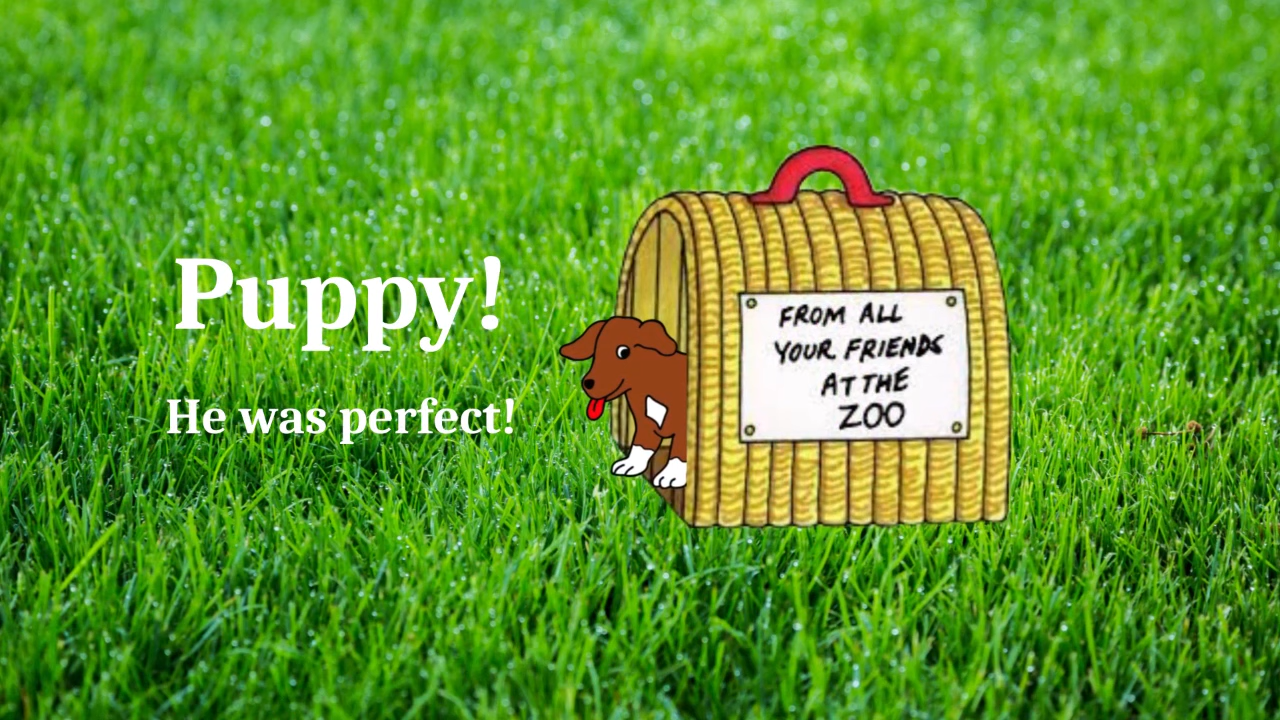 Puppy!
He was perfect!
FROM ALL
YOUR FRIENDS
AT THE
ZOO